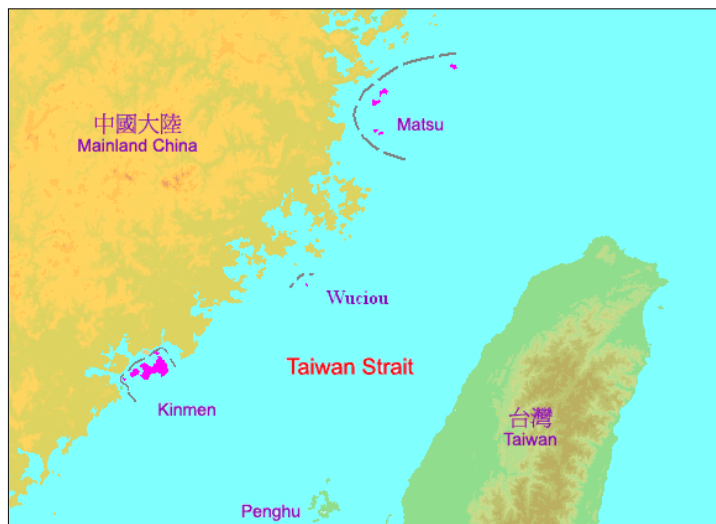 中國大陸
Mainland China
Matsu
Wuciou
Taiwan Strait
Kinmen
台灣
Taiwan
Penghu